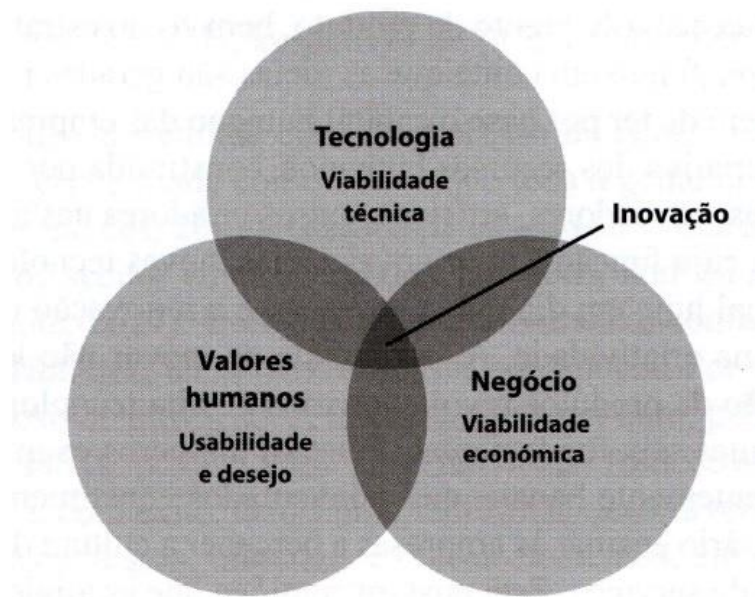 Tecnologia
Viabilidade
técnica
Inovação
Valores
humanos
Usabilidade
e desejo
Negócio
Viabilidade
económica